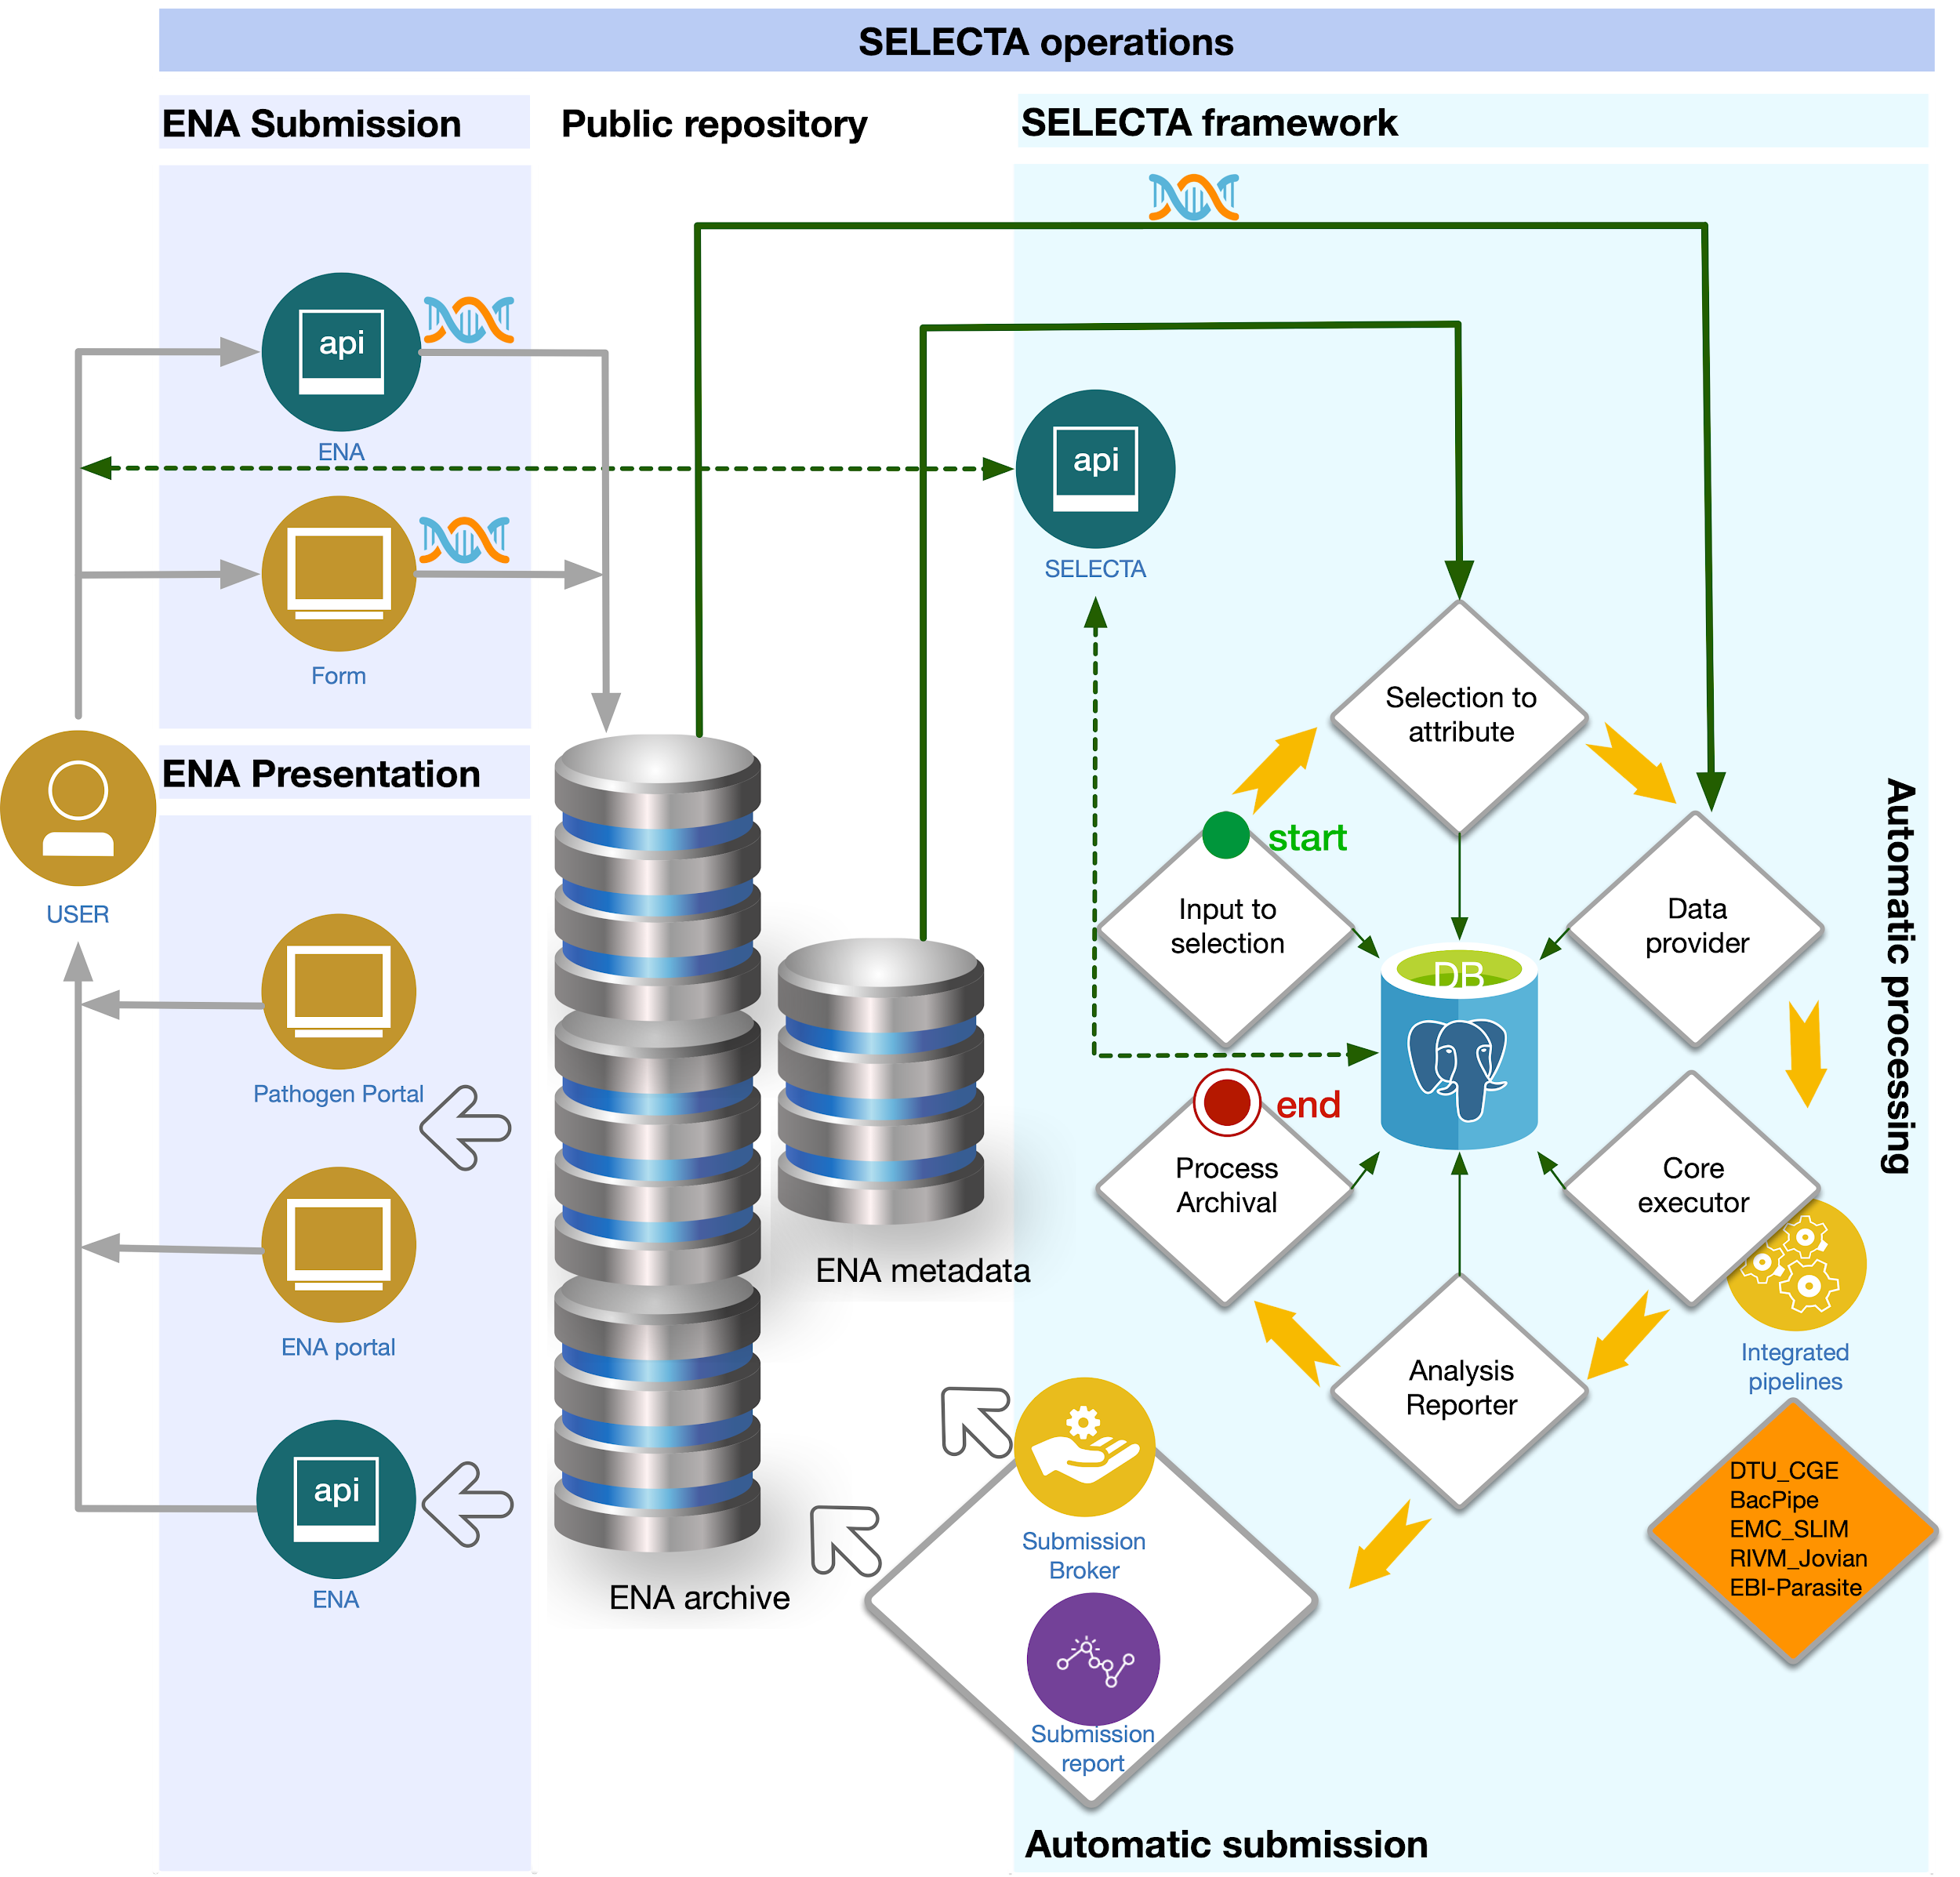 SELECTA operations
ENA Submission
Public repository
SELECTA framework
api
ENA
Form
api
SELECTA
USER
ENA Presentation
Pathogen Portal
ENA portal
api
ENA
ENA archive
ENA metadata
Selection to
attribute
start
Input to
selection
Data
provider
DB
Automatic processing
end
Process
Archival
Core
executor
Analysis
Reporter
Integrated
pipelines
DTU_CGE
BacPipe
EMC_SLIM
RIVM_Jovian
EBI-Parasite
Submission
Broker
Submission
report
Automatic submission